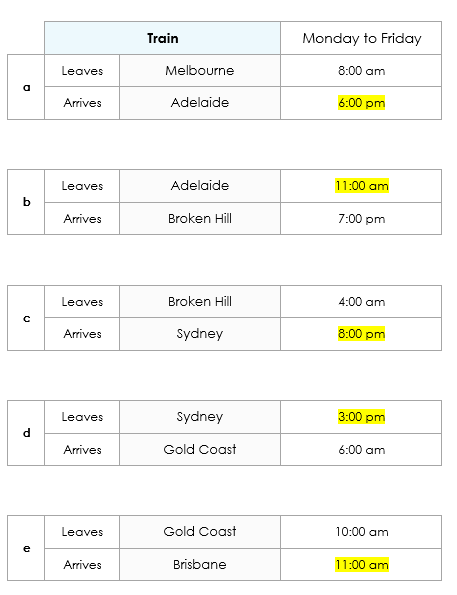 Train Monday to Friday
Leaves Melbourne 8:00 am
a
Arrives Adelaide 6:00 pm
Leaves Adelaide 11:00 am
b
Arrives Broken Hill 7:00 pm
Leaves Broken Hill 4:00 am
c
Arrives Sydney 8:00 pm
Leaves Sydney 3:00 pm
d
Arrives Gold Coast 6:00 am
Leaves Gold Coast 10:00 am
e
Arrives Brisbane 11:00 am